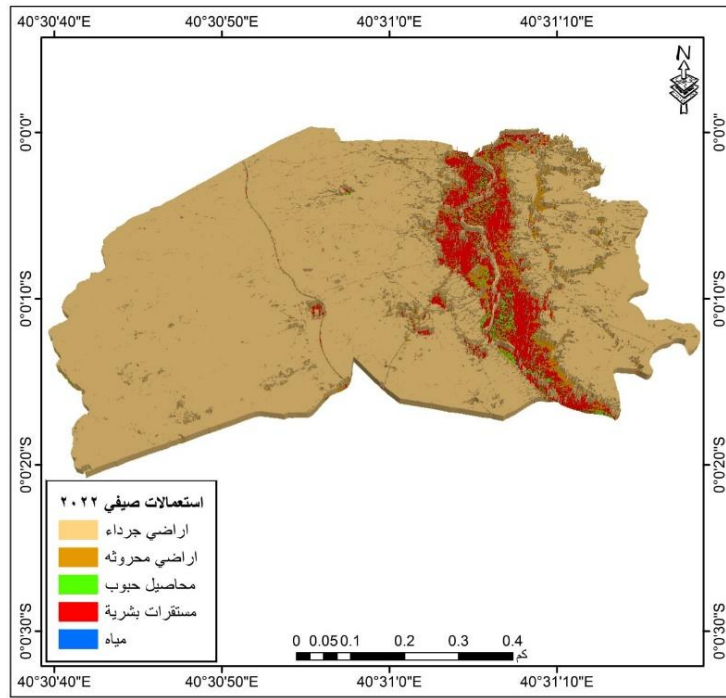 40°30'40"E 40°30'50"E 40°31'0"E 40°31'10"E
N
0°0'0" 0°0'0"
0°0'10"S 0°0'10"S
0°0'20"S 0°0'20"S
استعمالات صيفي ٢٠٢٢
اراضي جرداء
اراضي محروثه
محاصيل حبوب
مستقرات بشرية
مياه
0°0'30"S 0°0'30"S
0 0.05 0.1 0.2 0.3 0.4
كم
40°30'40"E 40°30'50"E 40°31'0"E 40°31'10"E